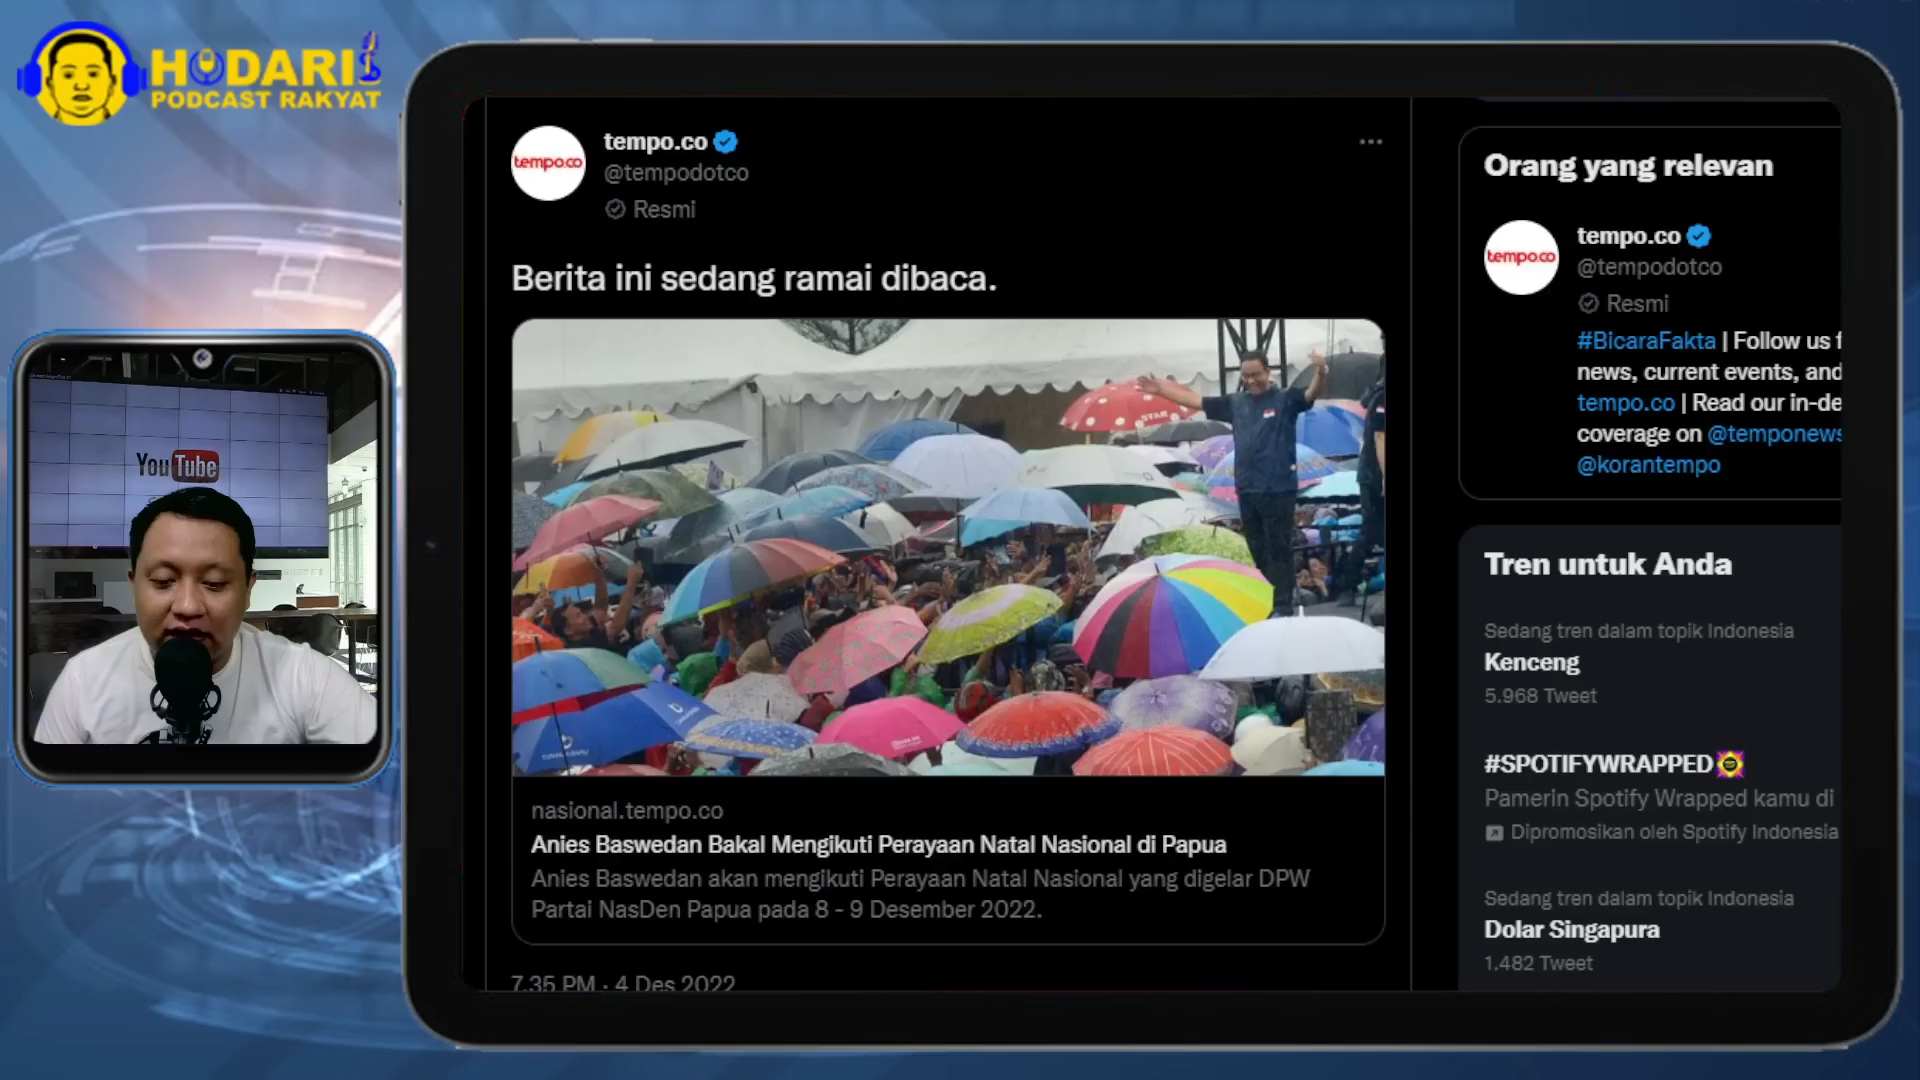 HUDARI
PODCAST RAKYAT
YouTube
tempo.co
tempo.co
@tempodotco
Resmi
Berita ini sedang ramai dibaca.
STAR
nasional.tempo.co
Anies Baswedan Bakal Mengikuti Perayaan Natal Nasional di Papua
Anies Baswedan akan mengikuti Perayaan Natal Nasional yang digelar DPW
Partai NasDen Papua pada 8 - 9 Desember 2022.
7.35 PM · 4 Des 2022
Orang yang relevan
tempo.co
tempo.co
@tempodotco
Resmi
#BicaraFakta | Follow us f
news, current events, and
tempo.co | Read our in-de
coverage on @temponews
@korantempo
Tren untuk Anda
Sedang tren dalam topik Indonesia
Kenceng
5.968 Tweet
#SPOTIFYWRAPPED
Pamerin Spotify Wrapped kamu di
Dipromosikan oleh Spotify Indonesia
Sedang tren dalam topik Indonesia
Dolar Singapura
1.482 Tweet